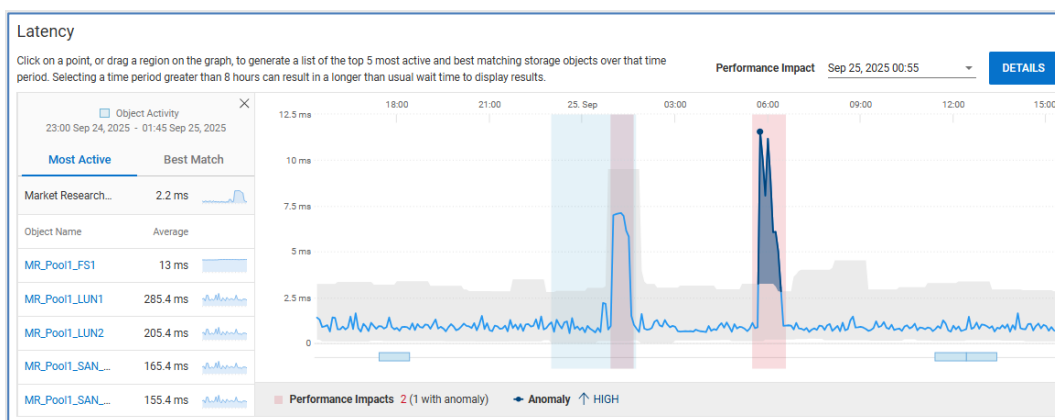 Latency
Click on a point, or drag a region on the graph, to generate a list of the top 5 most active and best matching storage objects over that time
period. Selecting a time period greater than 8 hours can result in a longer than usual wait time to display results.
Performance Impact Sep 25, 2025 00:55
DETAILS
Object Activity
23:00 Sep 24, 2025 - 01:45 Sep 25, 2025
Most Active Best Match
Market Research... 2.2 ms
Object Name Average
MR_Pool1_FS1 13 ms
MR_Pool1_LUN1 285.4 ms
MR_Pool1_LUN2 205.4 ms
MR_Pool1_SAN_... 165.4 ms
MR_Pool1_SAN_... 155.4 ms
18:00 21:00 25. Sep 03:00 06:00 09:00 12:00 15:00
12.5 ms
10 ms
7.5 ms
5 ms
2.5 ms
0
Performance Impacts 2 (1 with anomaly) Anomaly HIGH